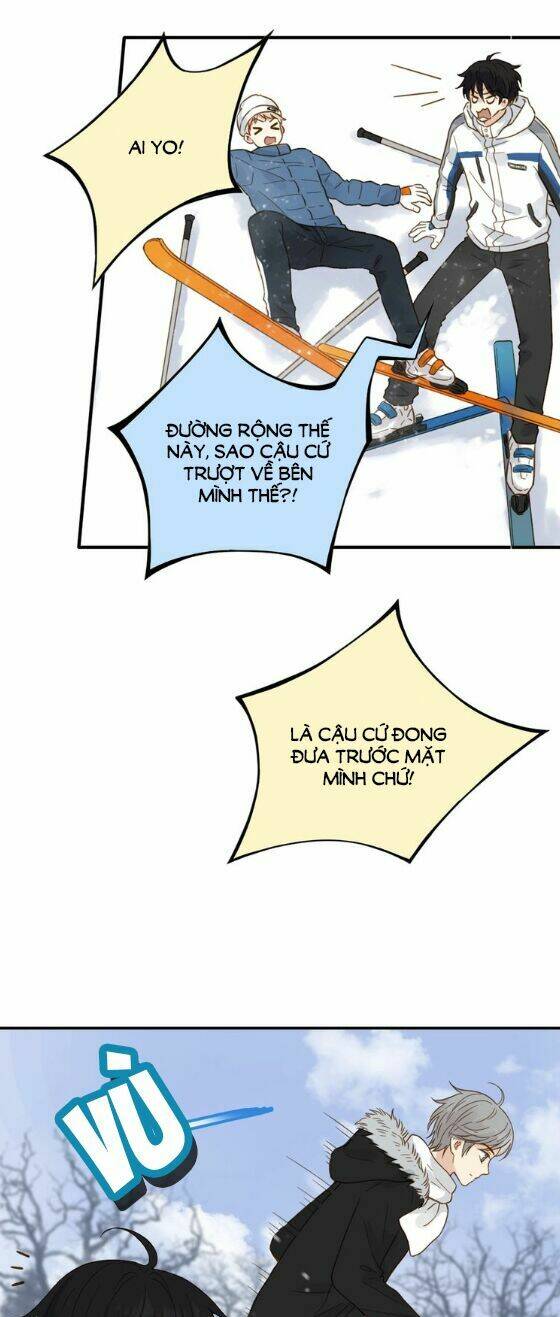 AI YO!
ĐƯỜNG RỘNG THẾ
NÀY, SAO CẬU CỨ
TRƯỢT VỀ BÊN
MÌNH THẾ?!
LÀ CẬU CỨ ĐONG
ĐƯA TRƯỚC MẶT
MÌNH CHỨ!
VÙ